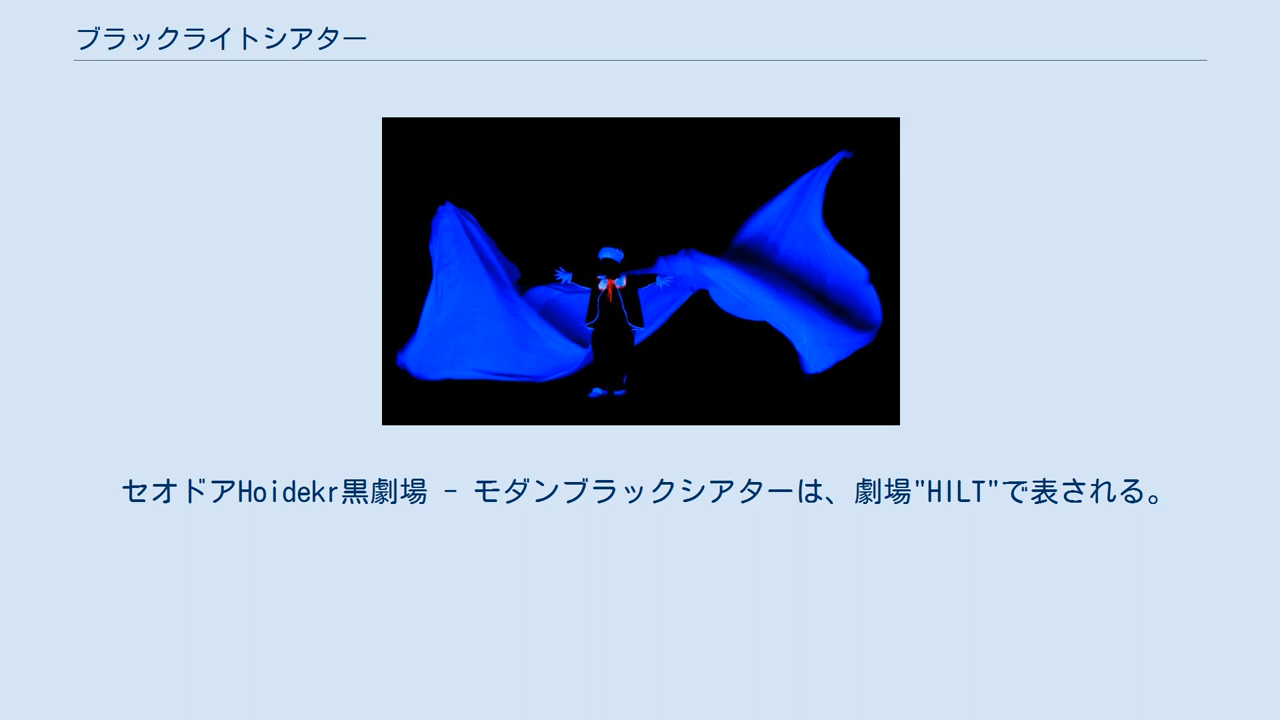 ブラックライトシアター
セオドアHoidekr黒劇場 - モダンブラックシアターは、劇場"HILT"で表される。